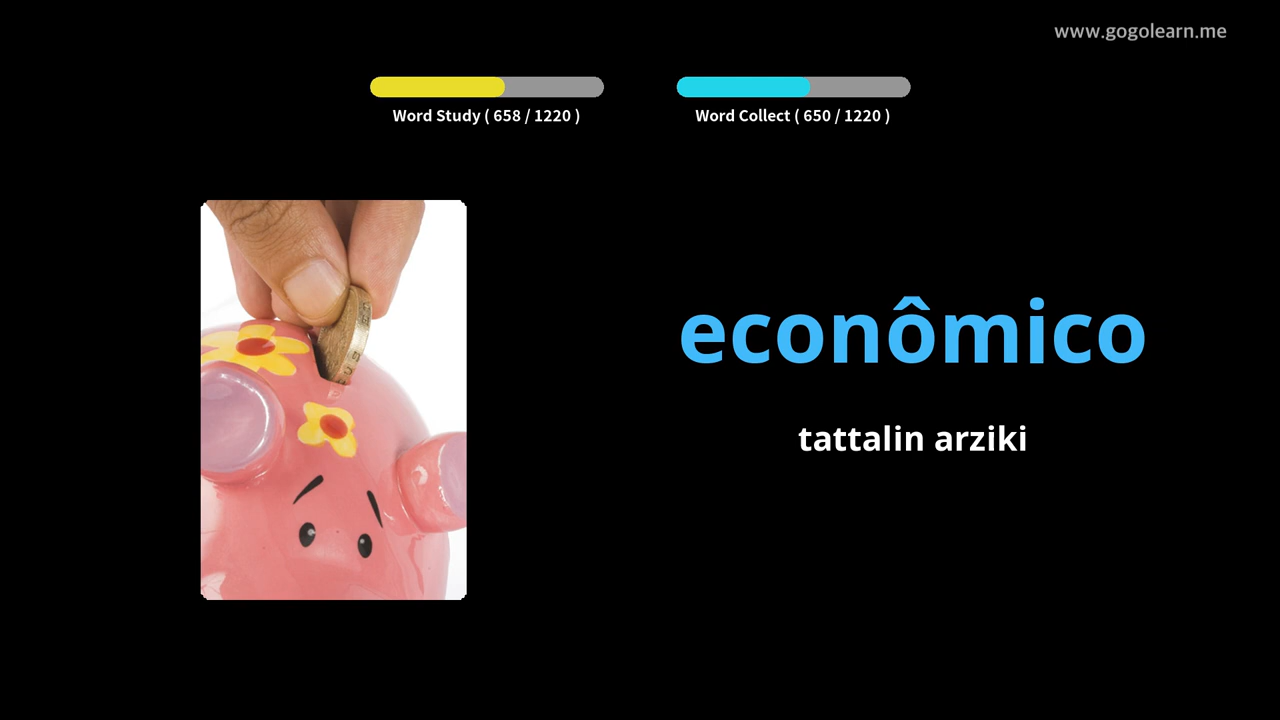 www.gogolearn.me
Word Study ( 658 / 1220 )
Word Collect ( 650 / 1220 )
econômico
tattalin arziki